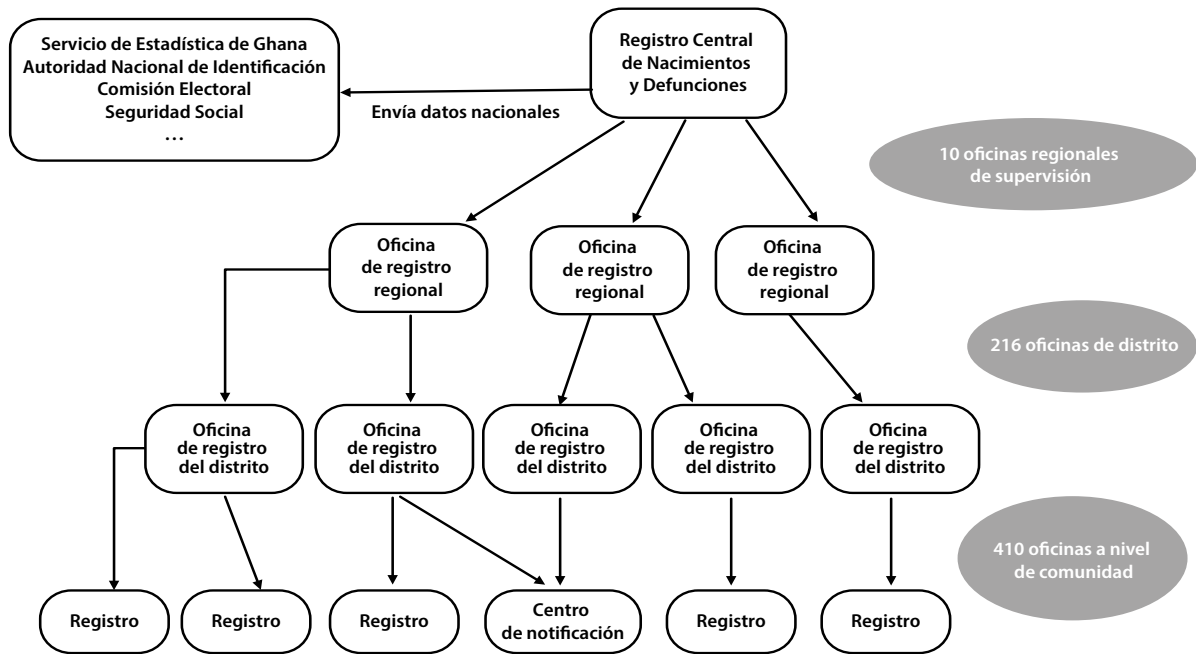 Servicio de Estadística de Ghana
Autoridad Nacional de Identificación
Comisión Electoral
Seguridad Social
...
Registro Central
de Nacimientos
y Defunciones
Envía datos nacionales
10 oficinas regionales
de supervisión
Oficina
de registro
regional
Oficina
de registro
regional
Oficina
de registro
regional
216 oficinas de distrito
Oficina
de registro
del distrito
Oficina
de registro
del distrito
Oficina
de registro
del distrito
Oficina
de registro
del distrito
Oficina
de registro
del distrito
410 oficinas a nivel
de comunidad
Registro
Registro
Registro
Centro
de notificación
Registro
Registro